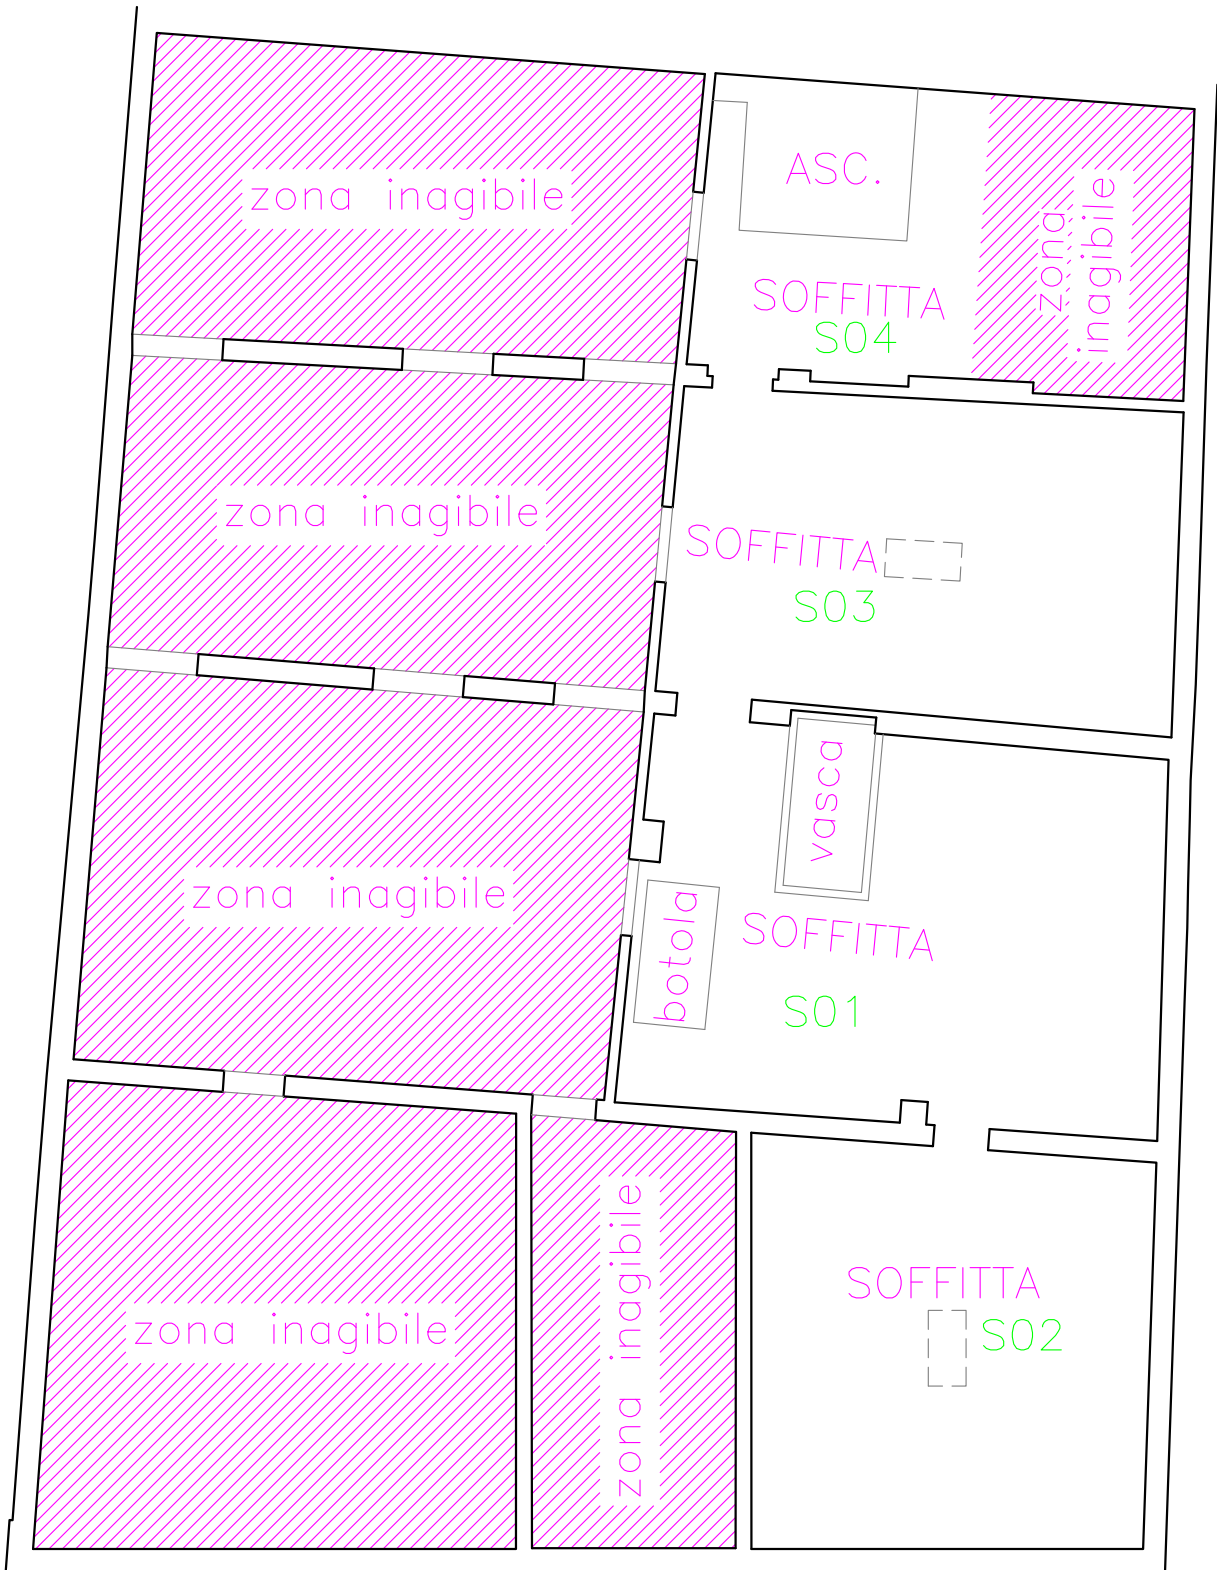 zona inagibile
ASC.
zona
inagibile
SOFFITTA
S04
zona inagibile
SOFFITTA
S03
vasca
zona inagibile
botola
SOFFITTA
S01
zona inagibile
zona inagibile
SOFFITTA
S02